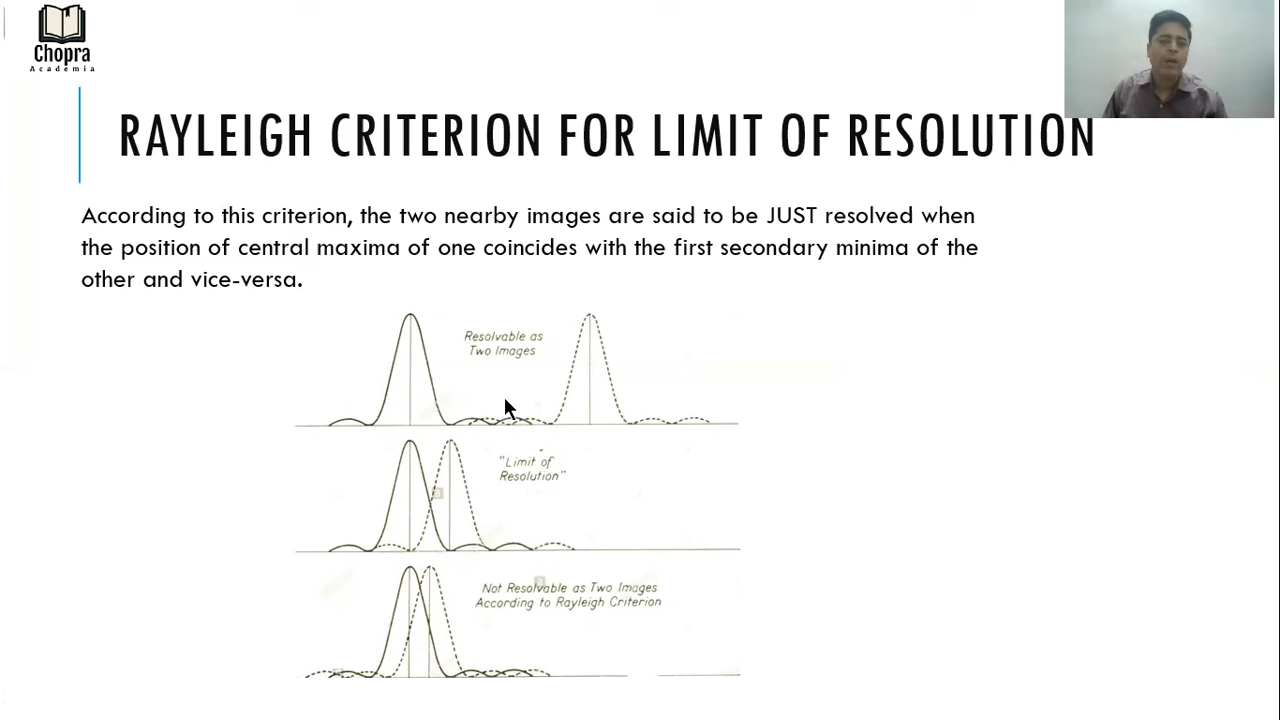 Chopra
Academia
RAYLEIGH CRITERION FOR LIMIT OF RESOLUTION
According to this criterion, the two nearby images are said to be JUST resolved when
the position of central maxima of one coincides with the first secondary minima of the
other and vice-versa.
Resolvable as
Two Images
"Limit of
Resolution"
Not Resolvable as Two Images
According to Rayleigh Criterion